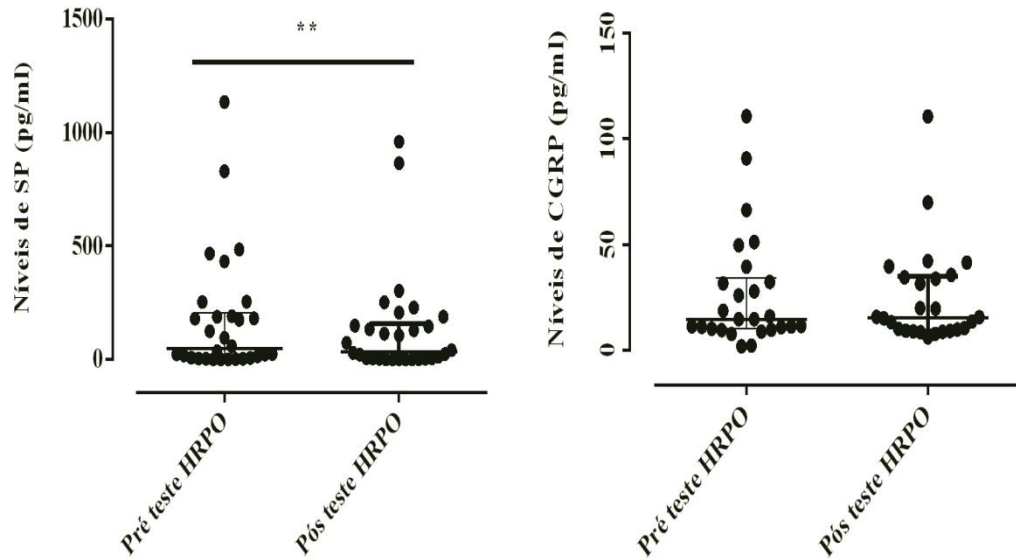 Níveis de SP (pg/ml)
1500
1000
500
0
**
Pré teste HRPO
Pós teste HRPO
Níveis de CGRP (pg/ml)
150
100
50
0
Pré teste HRPO
Pós teste HRPO